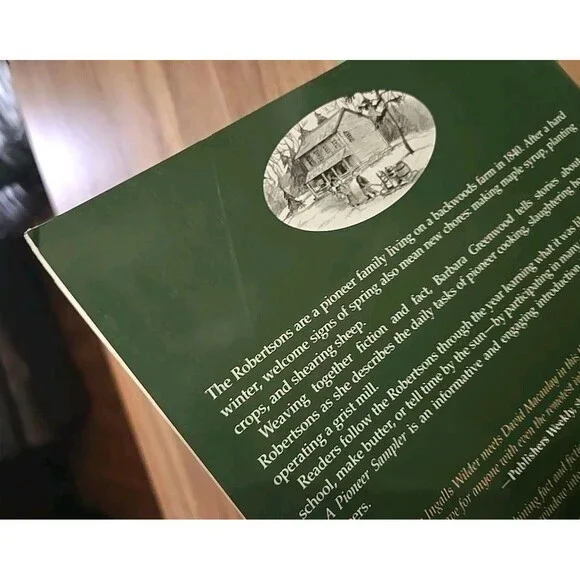 The Robertsons are a pioneer family living on a backwoods farm in 1840. After a hard
winter, welcome signs of spring also mean new chores: making maple syrup, planting
crops, and shearing sheep.
Weaving together fiction and fact, Barbara Greenwood tells stories about
Robertsons as she describes the daily tasks of pioneer cooking, slaughtering
operating a grist mill.
Readers follow the Robertsons through the year learning what it was
school, make butter, or tell time by the sun—by participating in
A Pioneer Sampler is an informative and engaging introduction
Ingalls Wilder meets David Macaulay in this
for anyone with even the remotest
—Publishers Weekly
fact and
window